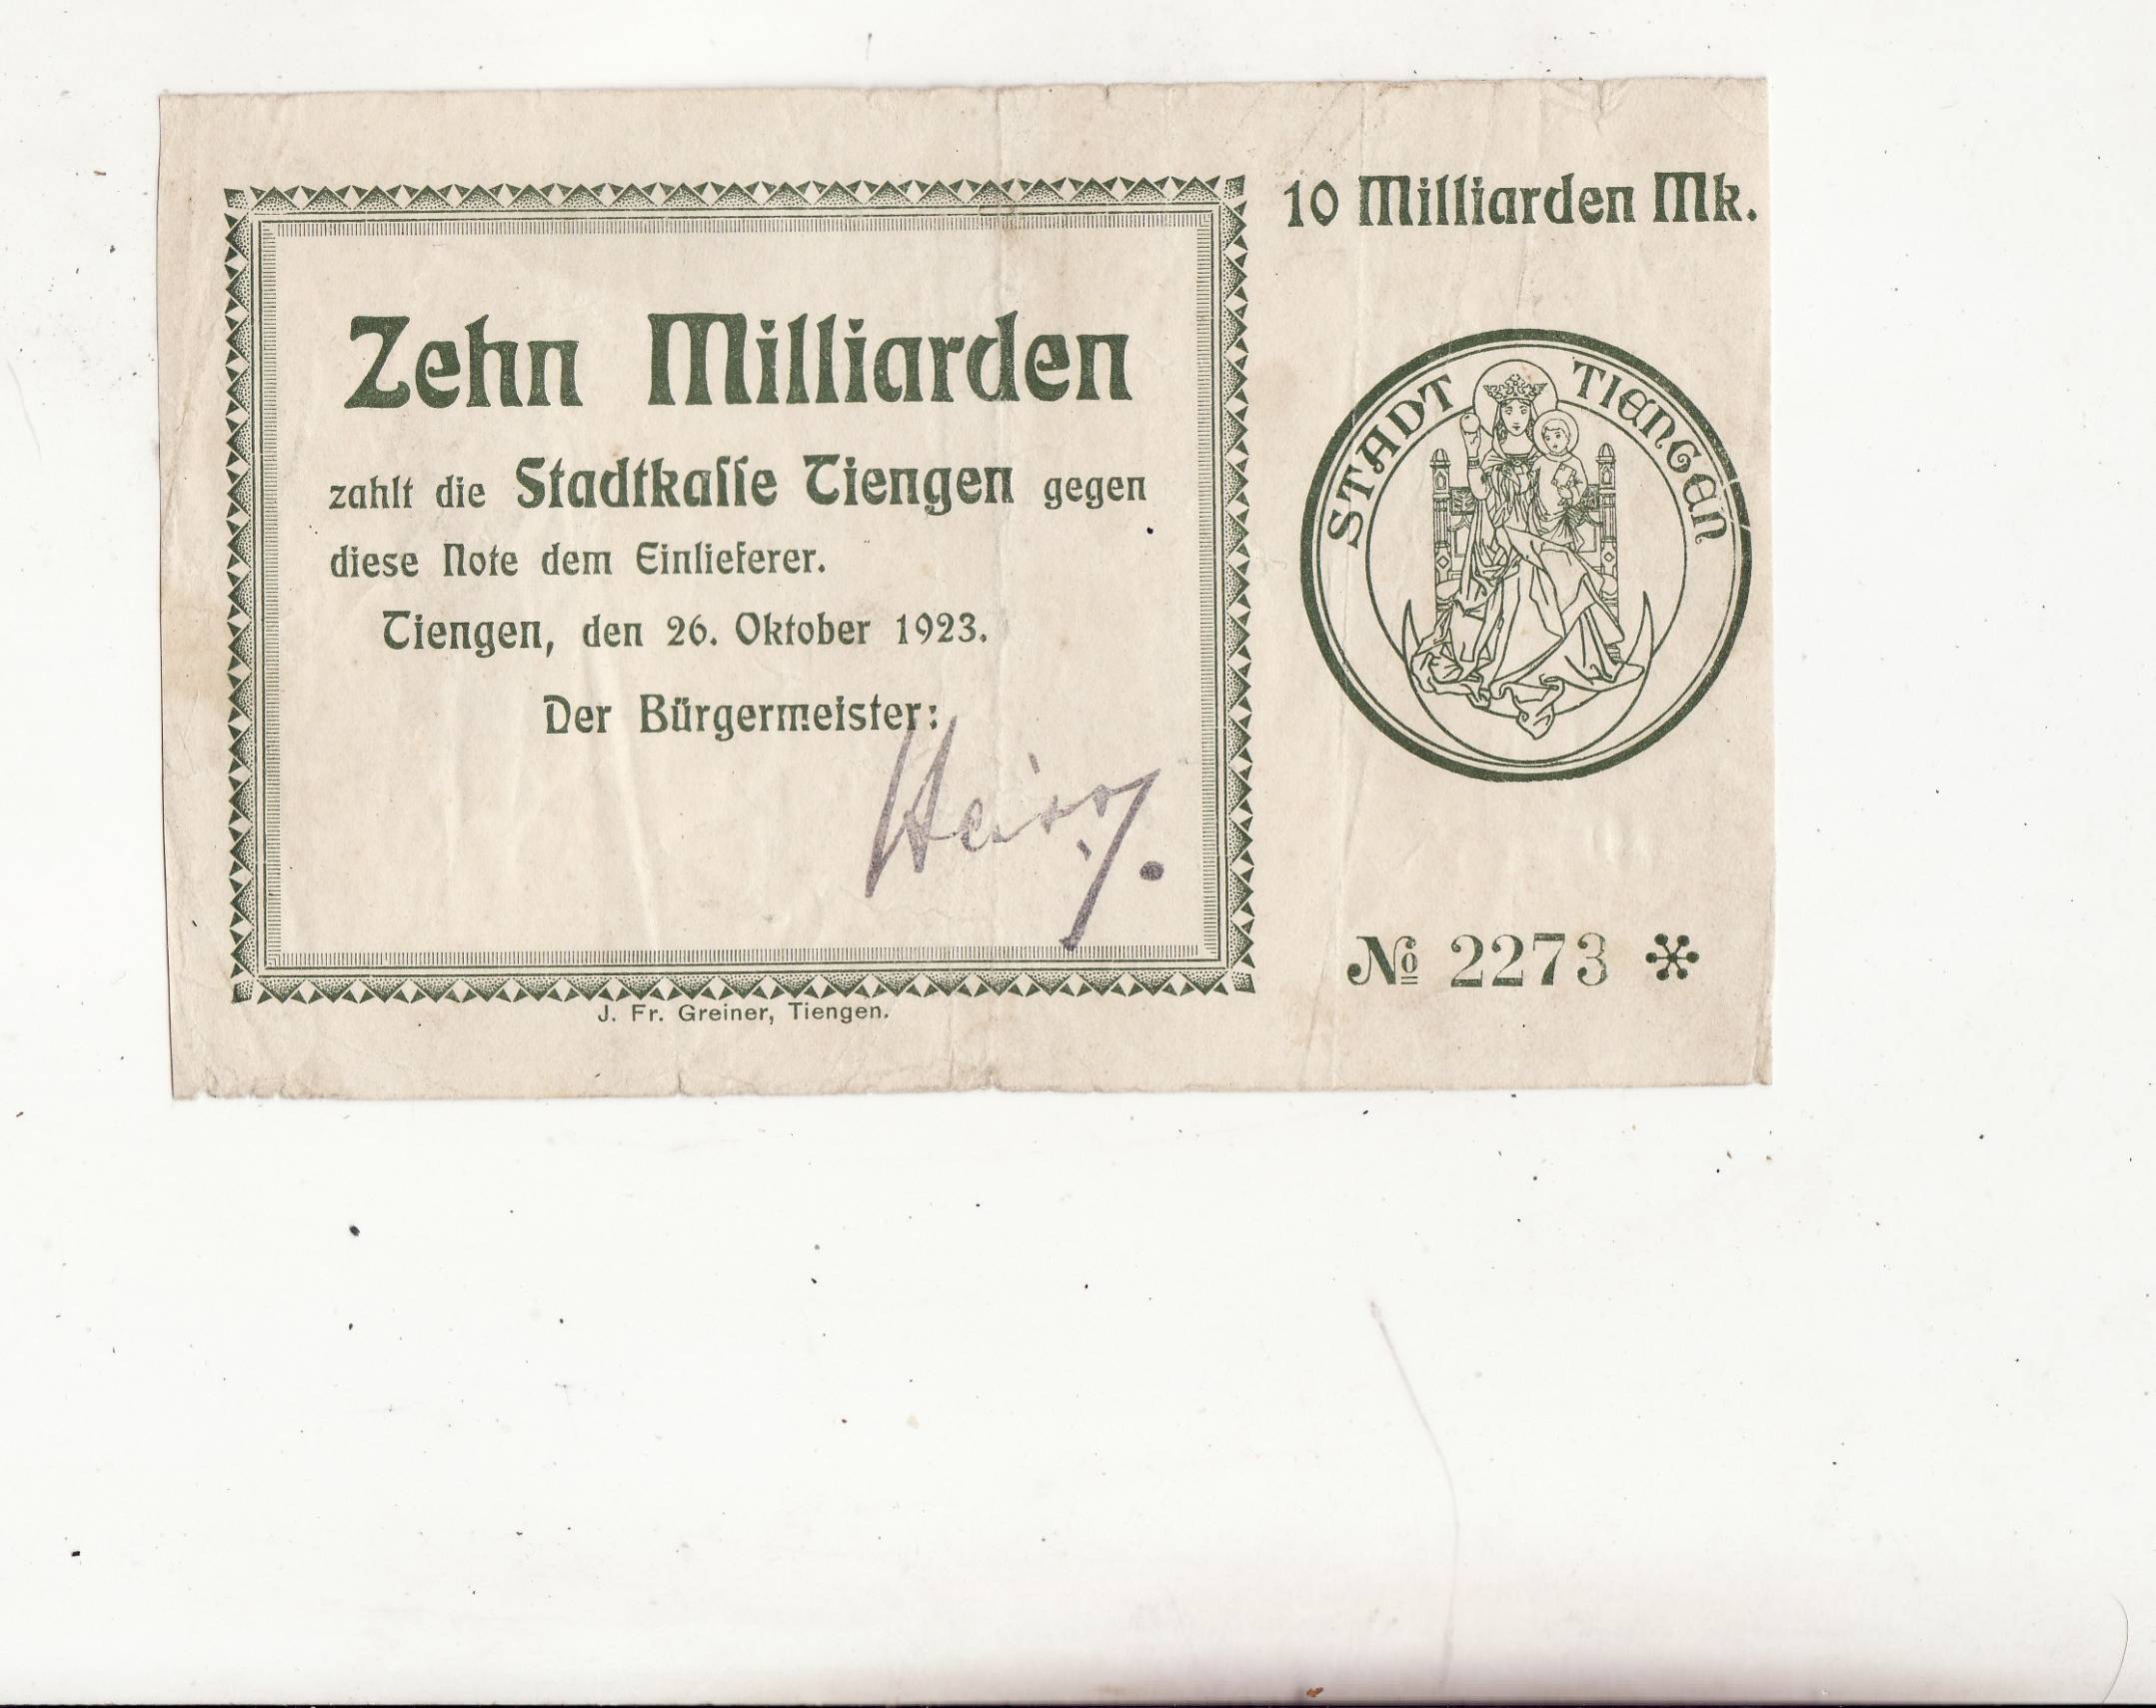 Zehn Milliarden
zahlt die Stadtkaſſe Tiengen gegen
diese Note dem Einlieferer.
Tiengen, den 26. Oktober 1923.
Der Bürgermeister:
J. Fr. Greiner, Tiengen.
10 Milliarden Mk.
STADT TIENGEN
№ 2273